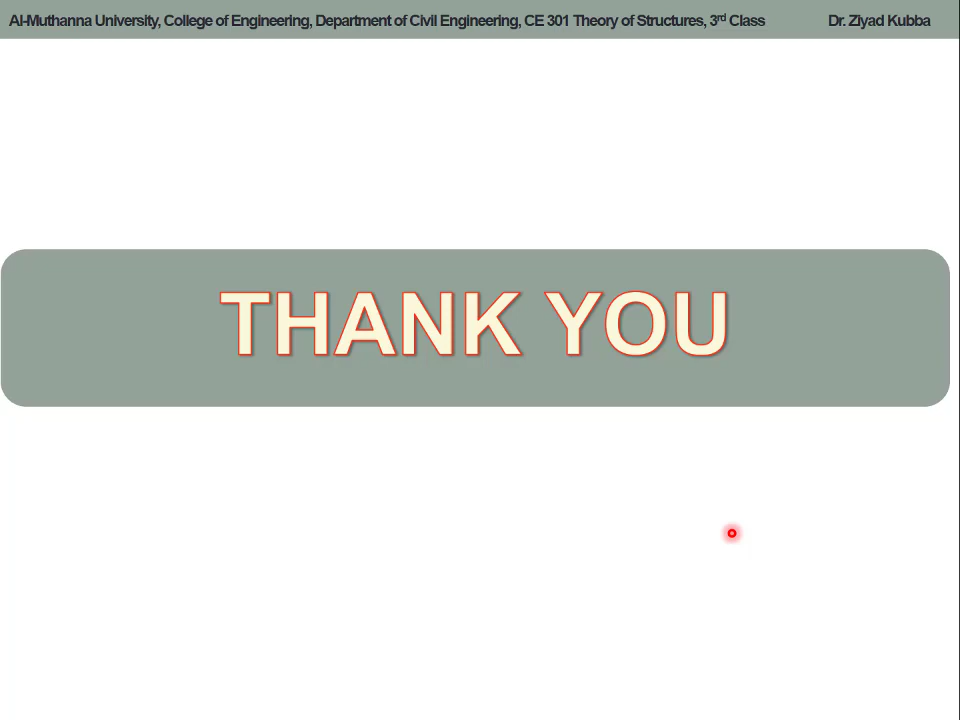 Al-Muthanna University, College of Engineering, Department of Civil Engineering, CE 301 Theory of Structures, 3rd Class Dr. Ziyad Kubba
THANK YOU